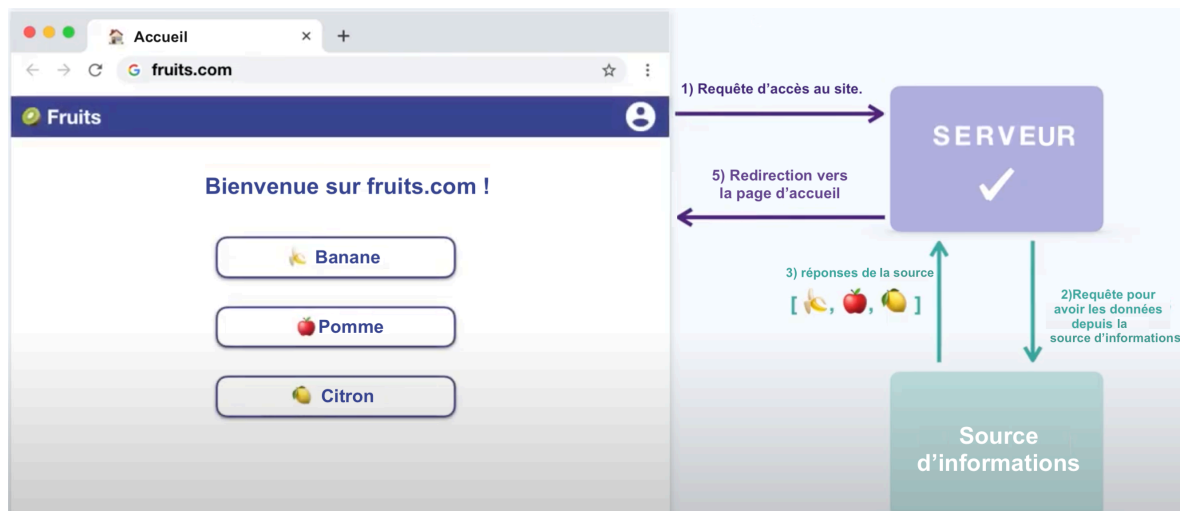 Accueil
fruits.com
Fruits
Bienvenue sur fruits.com !
Banane
Pomme
Citron
1) Requête d'accès au site.
SERVEUR
5) Redirection vers
la page d'accueil
3) réponses de la source
[ , , ]
2)Requête pour
avoir les données
depuis la
source d'informations
Source
d'informations